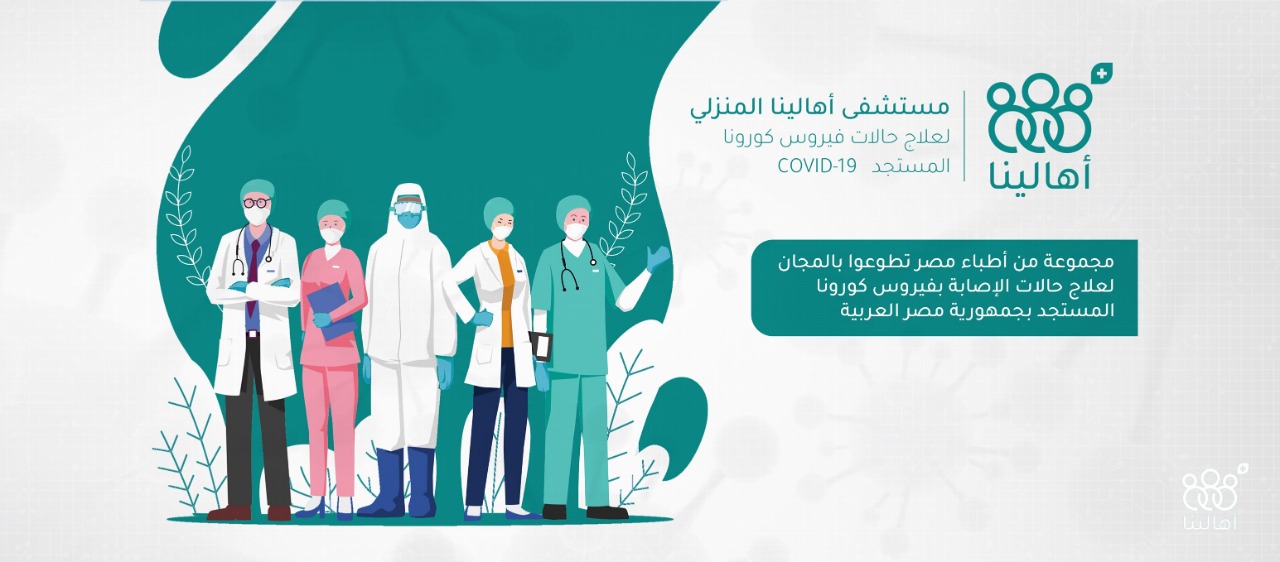 أهالينا
مستشفى أهالينا المنزلي
لعلاج حالات فيروس كورونا
المستجد COVID-19
مجموعة من أطباء مصر تطوعوا بالمجان
لعلاج حالات الإصابة بفيروس كورونا
المستجد بجمهورية مصر العربية
أهالينا